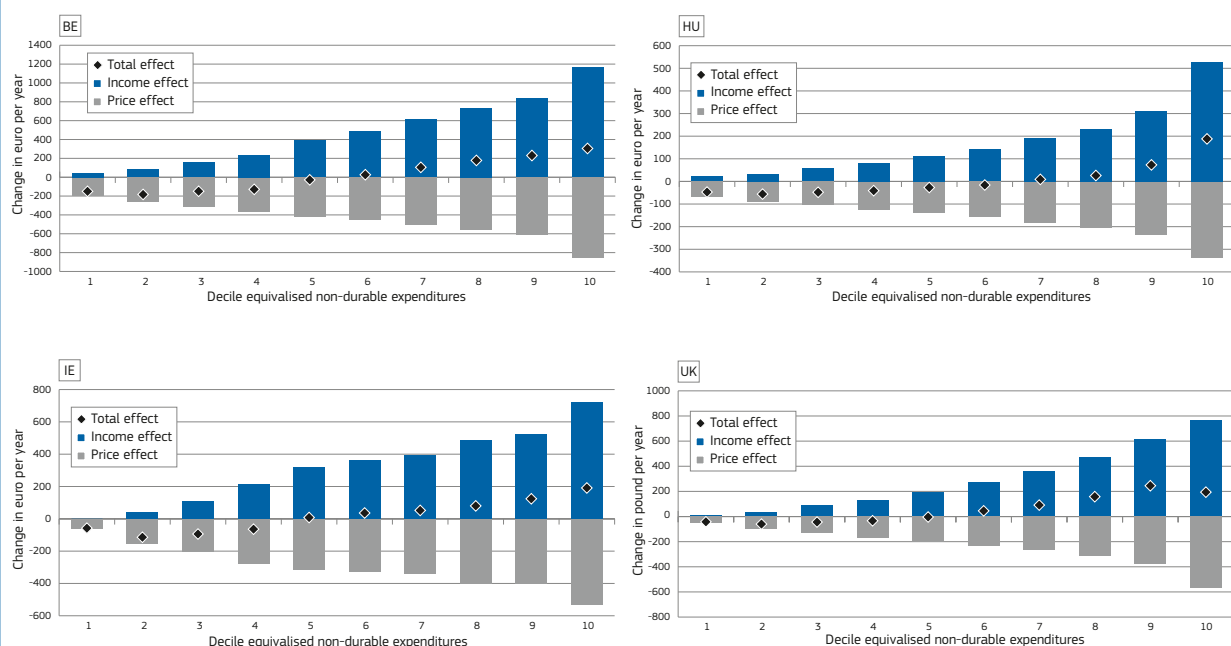 BE
Change in euro per year
1400
1200
1000
800
600
400
200
0
-200
-400
-600
-800
-1000
Total effect
Income effect
Price effect
1 2 3 4 5 6 7 8 9 10
Decile equivalised non-durable expenditures
HU
Change in euro per year
600
500
400
300
200
100
0
-100
-200
-300
-400
Total effect
Income effect
Price effect
1 2 3 4 5 6 7 8 9 10
Decile equivalised non-durable expenditures
IE
Change in euro per year
800
600
400
200
0
-200
-400
-600
Total effect
Income effect
Price effect
1 2 3 4 5 6 7 8 9 10
Decile equivalised non-durable expenditures
UK
Change in pound per year
1000
800
600
400
200
0
-200
-400
-600
-800
Total effect
Income effect
Price effect
1 2 3 4 5 6 7 8 9 10
Decile equivalised non-durable expenditures